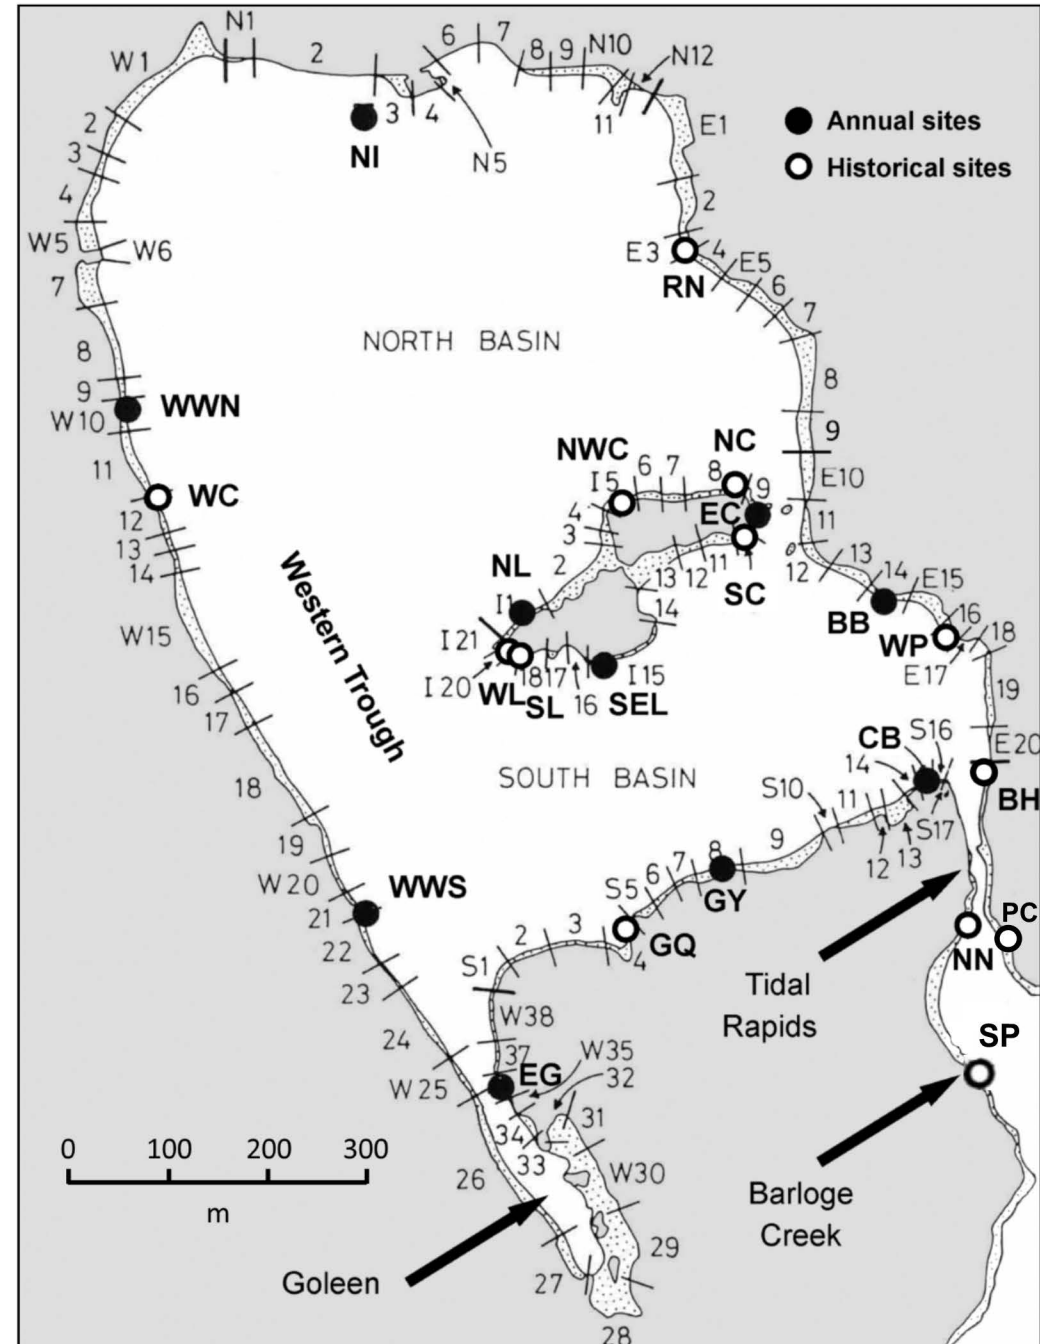 N1
6
7
W1
2
8
9
N10
N12
3
4
11
2
3
4
NI
N5
E1
Annual sites
Historical sites
2
W5
W6
E3
4
E5
7
RN
6
7
NORTH BASIN
8
8
9
WWN
W10
9
NC
NWC
11
I5
6
7
8
9
E10
WC
EC
4
11
12
3
13
14
NL
2
13
12
11
SC
12
13
14
E15
I1
14
BB
16
Western Trough
W15
I21
WP
18
I20
WL
18
17
I15
E17
SL
16
SEL
16
19
17
CB
S16
E20
SOUTH BASIN
14
18
S10
BH
11
S17
19
9
12
13
W20
WWS
8
7
6
S5
GY
21
PC
22
2
3
4
GQ
NN
S1
23
Tidal
Rapids
W38
24
SP
37
W35
EG
32
W25
31
34
0
100
200
300
33
W30
26
Barloge
Creek
m
29
Goleen
27
28